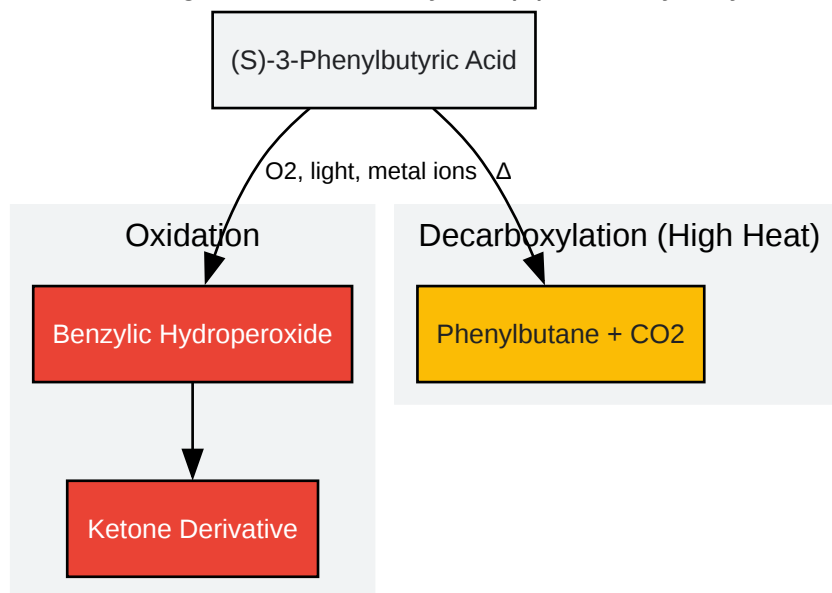 (S)-3-Phenylbutyric Acid
O2, light, metal ions Δ
Oxidation
Decarboxylation (High Heat)
Benzylic Hydroperoxide
Phenylbutane + CO2
Ketone Derivative